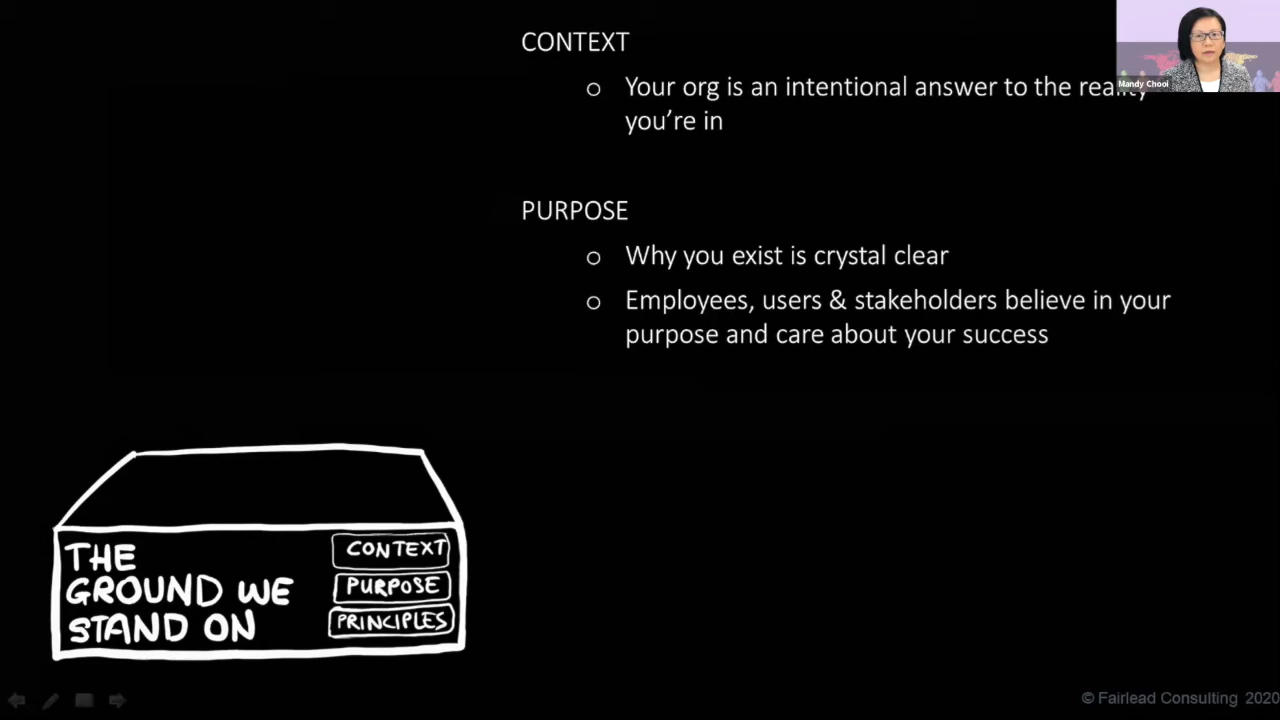 CONTEXT
o Your org is an intentional answer to the reality
you're in
PURPOSE
o Why you exist is crystal clear
o Employees, users & stakeholders believe in your
purpose and care about your success
Mandy Chooi
THE
GROUND WE
STAND ON
CONTEXT
PURPOSE
PRINCIPLES
© Fairlead Consulting 2020